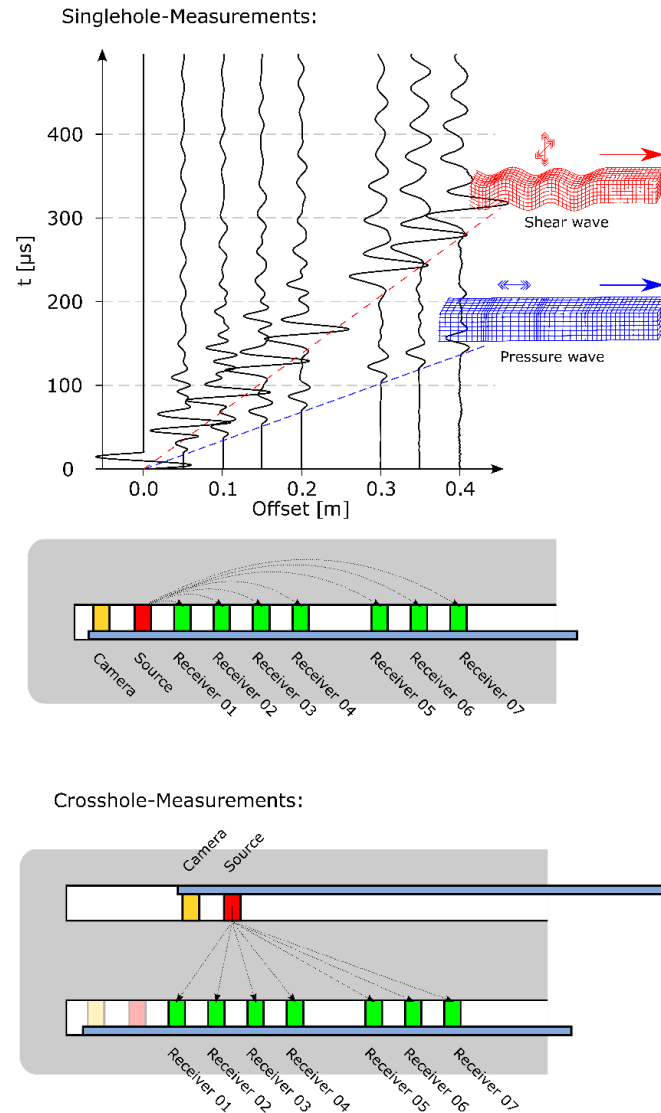 Singlehole-Measurements:
t [µs]
400
300
200
100
0
0.0 0.1 0.2 0.3 0.4
Offset [m]
Shear wave
Pressure wave
Camera
Source
Receiver 01
Receiver 02
Receiver 03
Receiver 04
Receiver 05
Receiver 06
Receiver 07
Crosshole-Measurements:
Camera
Source
Receiver 01
Receiver 02
Receiver 03
Receiver 04
Receiver 05
Receiver 06
Receiver 07